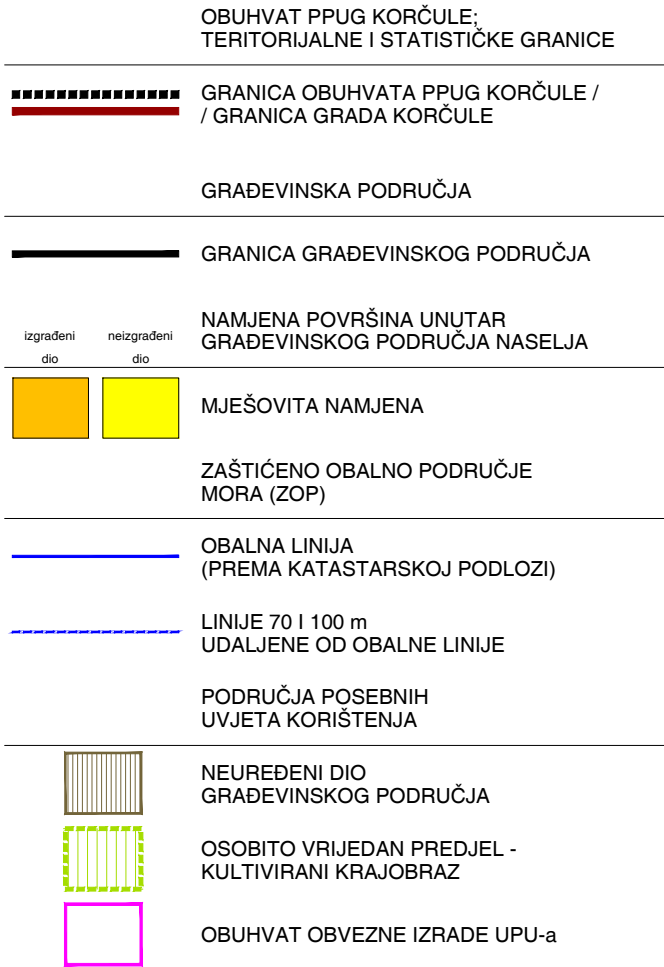 OBUHVAT PPUG KORČULE;
TERITORIJALNE I STATISTIČKE GRANICE
GRANICA OBUHVATA PPUG KORČULE /
/ GRANICA GRADA KORČULE
GRAĐEVINSKA PODRUČJA
GRANICA GRAĐEVINSKOG PODRUČJA
izgrađeni
dio
neizgrađeni
dio
NAMJENA POVRŠINA UNUTAR
GRAĐEVINSKOG PODRUČJA NASELJA
MJEŠOVITA NAMJENA
ZAŠTIĆENO OBALNO PODRUČJE
MORA (ZOP)
OBALNA LINIJA
(PREMA KATASTARSKOJ PODLOZI)
LINIJE 70 I 100 m
UDALJENE OD OBALNE LINIJE
PODRUČJA POSEBNIH
UVJETA KORIŠTENJA
NEUREĐENI DIO
GRAĐEVINSKOG PODRUČJA
OSOBITO VRIJEDAN PREDJEL -
KULTIVIRANI KRAJOBRAZ
OBUHVAT OBVEZNE IZRADE UPU-a